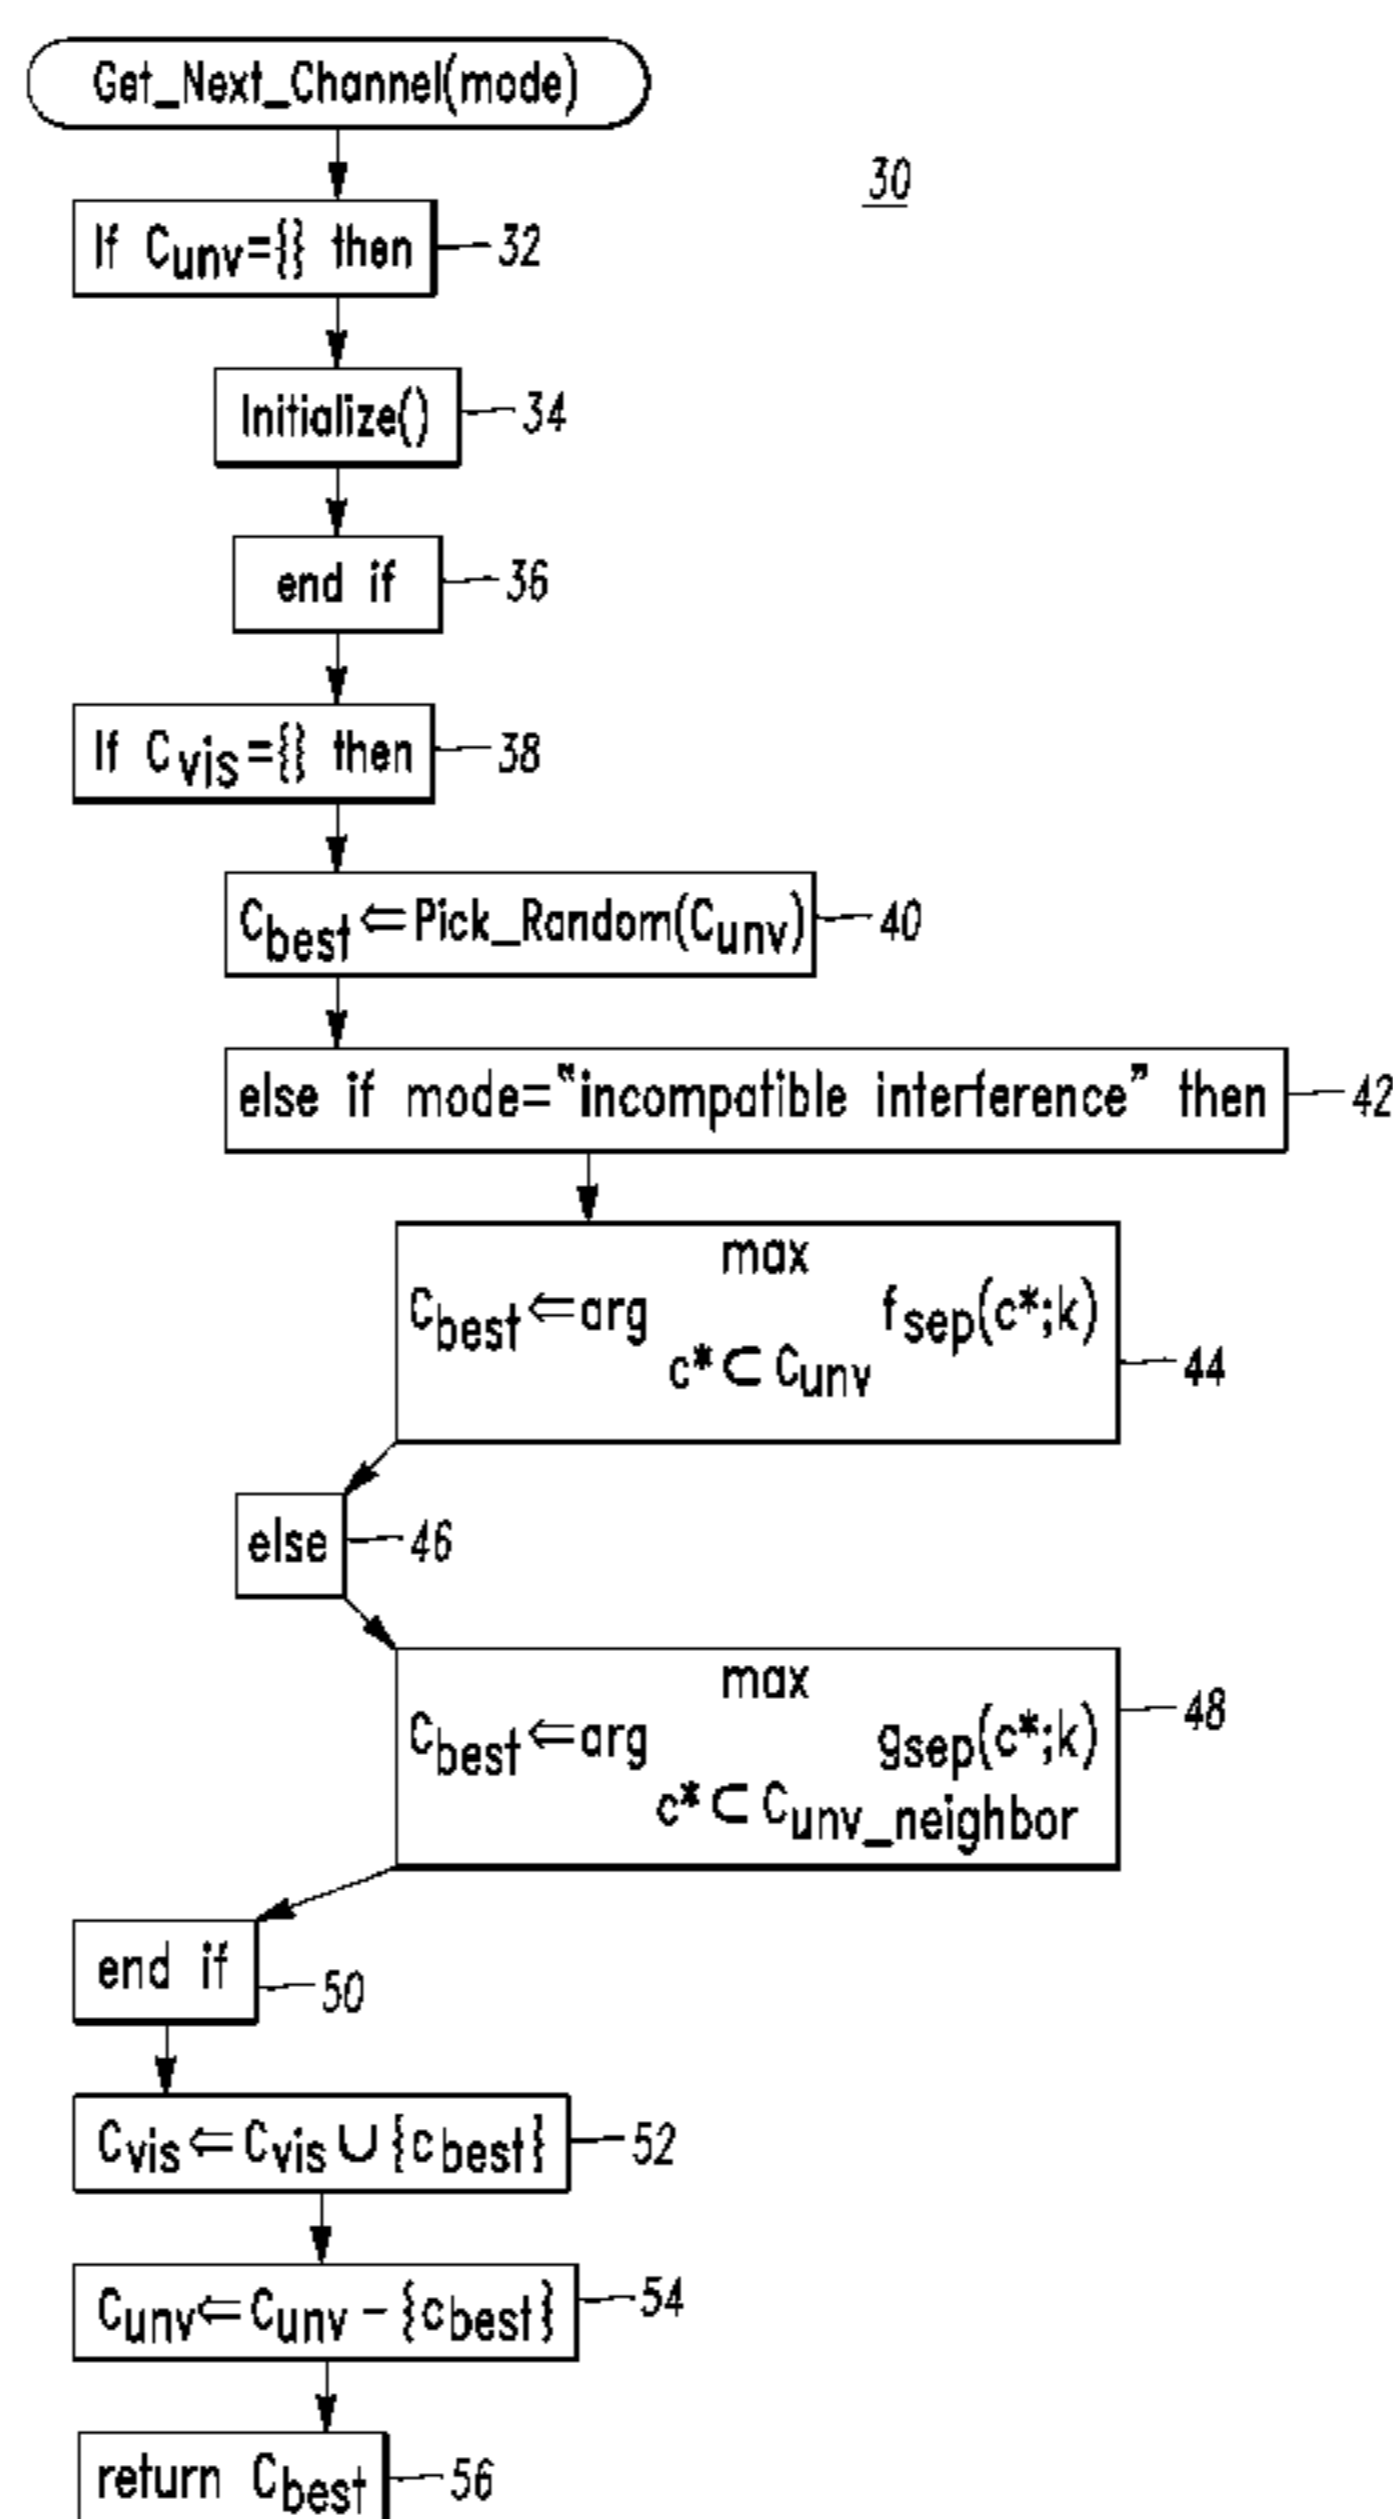 Get_Next_Channel(mode)
30
If Cunv={} then
32
Initialize()
34
end if
36
If Cvis={} then
38
Cbest⇐Pick_Random(Cunv)
40
else if mode="incompatible interference" then
42
max
Cbest⇐arg fsep(c*;k)
c*⊂Cunv
44
else
46
max
Cbest⇐arg gsep(c*;k)
c*⊂Cunv_neighbor
48
end if
50
Cvis⇐Cvis∪{cbest}
52
Cunv⇐Cunv-{cbest}
54
return Cbest
56